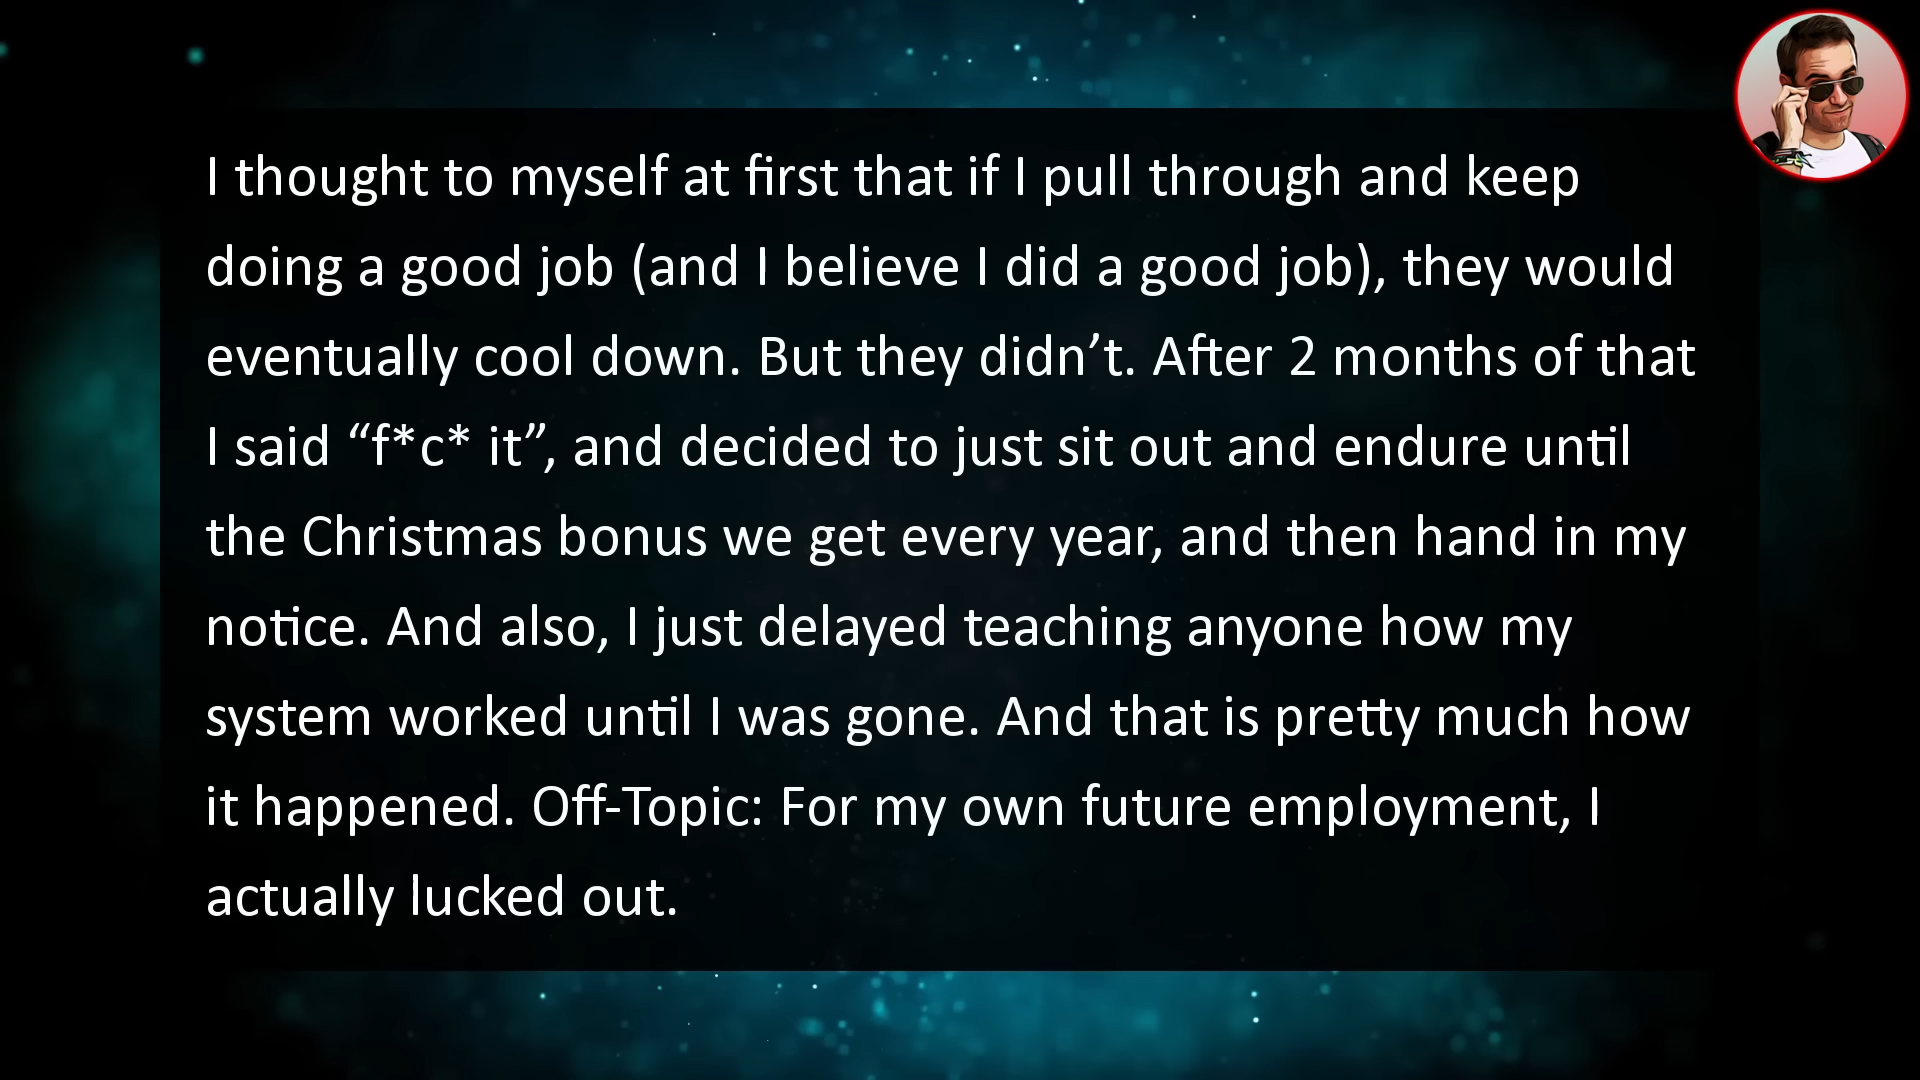 I thought to myself at first that if I pull through and keep
doing a good job (and I believe I did a good job), they would
eventually cool down. But they didn’t. After 2 months of that
I said “f*c* it”, and decided to just sit out and endure until
the Christmas bonus we get every year, and then hand in my
notice. And also, I just delayed teaching anyone how my
system worked until I was gone. And that is pretty much how
it happened. Off-Topic: For my own future employment, I
actually lucked out.